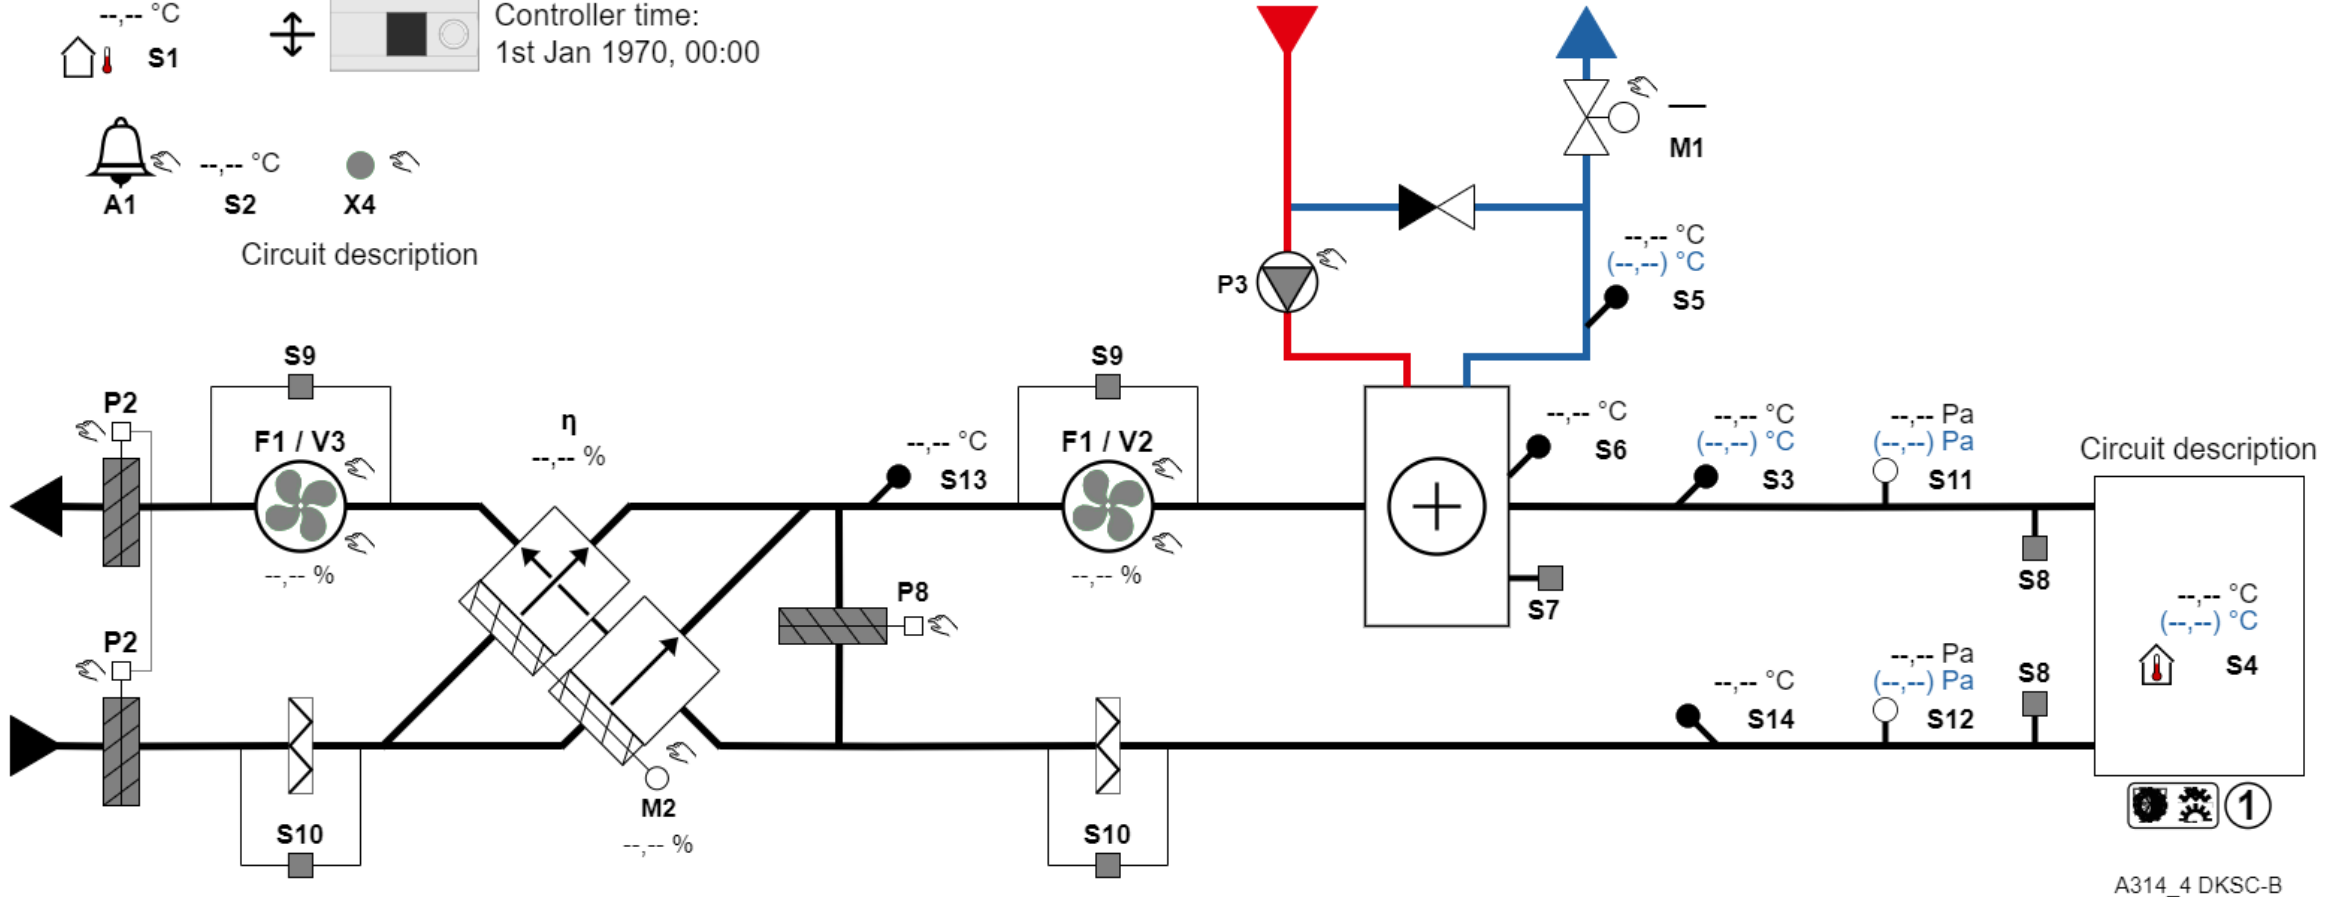 --,-- °C
S1
Controller time:
1st Jan 1970, 00:00
A1
--,-- °C
S2
X4
Circuit description
M1
--,-- °C
(--,--) °C
S5
P3
S9
S9
P2
F1 / V3
--,-- %
η
--,-- %
--,-- °C
S13
F1 / V2
--,-- %
--,-- °C
S6
--,-- °C
(--,--) °C
S3
--,-- Pa
(--,--) Pa
S11
Circuit description
S8
S7
P8
P2
--,-- °C
(--,--) °C
S4
--,-- °C
S14
--,-- Pa
(--,--) Pa
S12
S8
M2
--,-- %
S10
S10
1
A314_4 DKSC-B